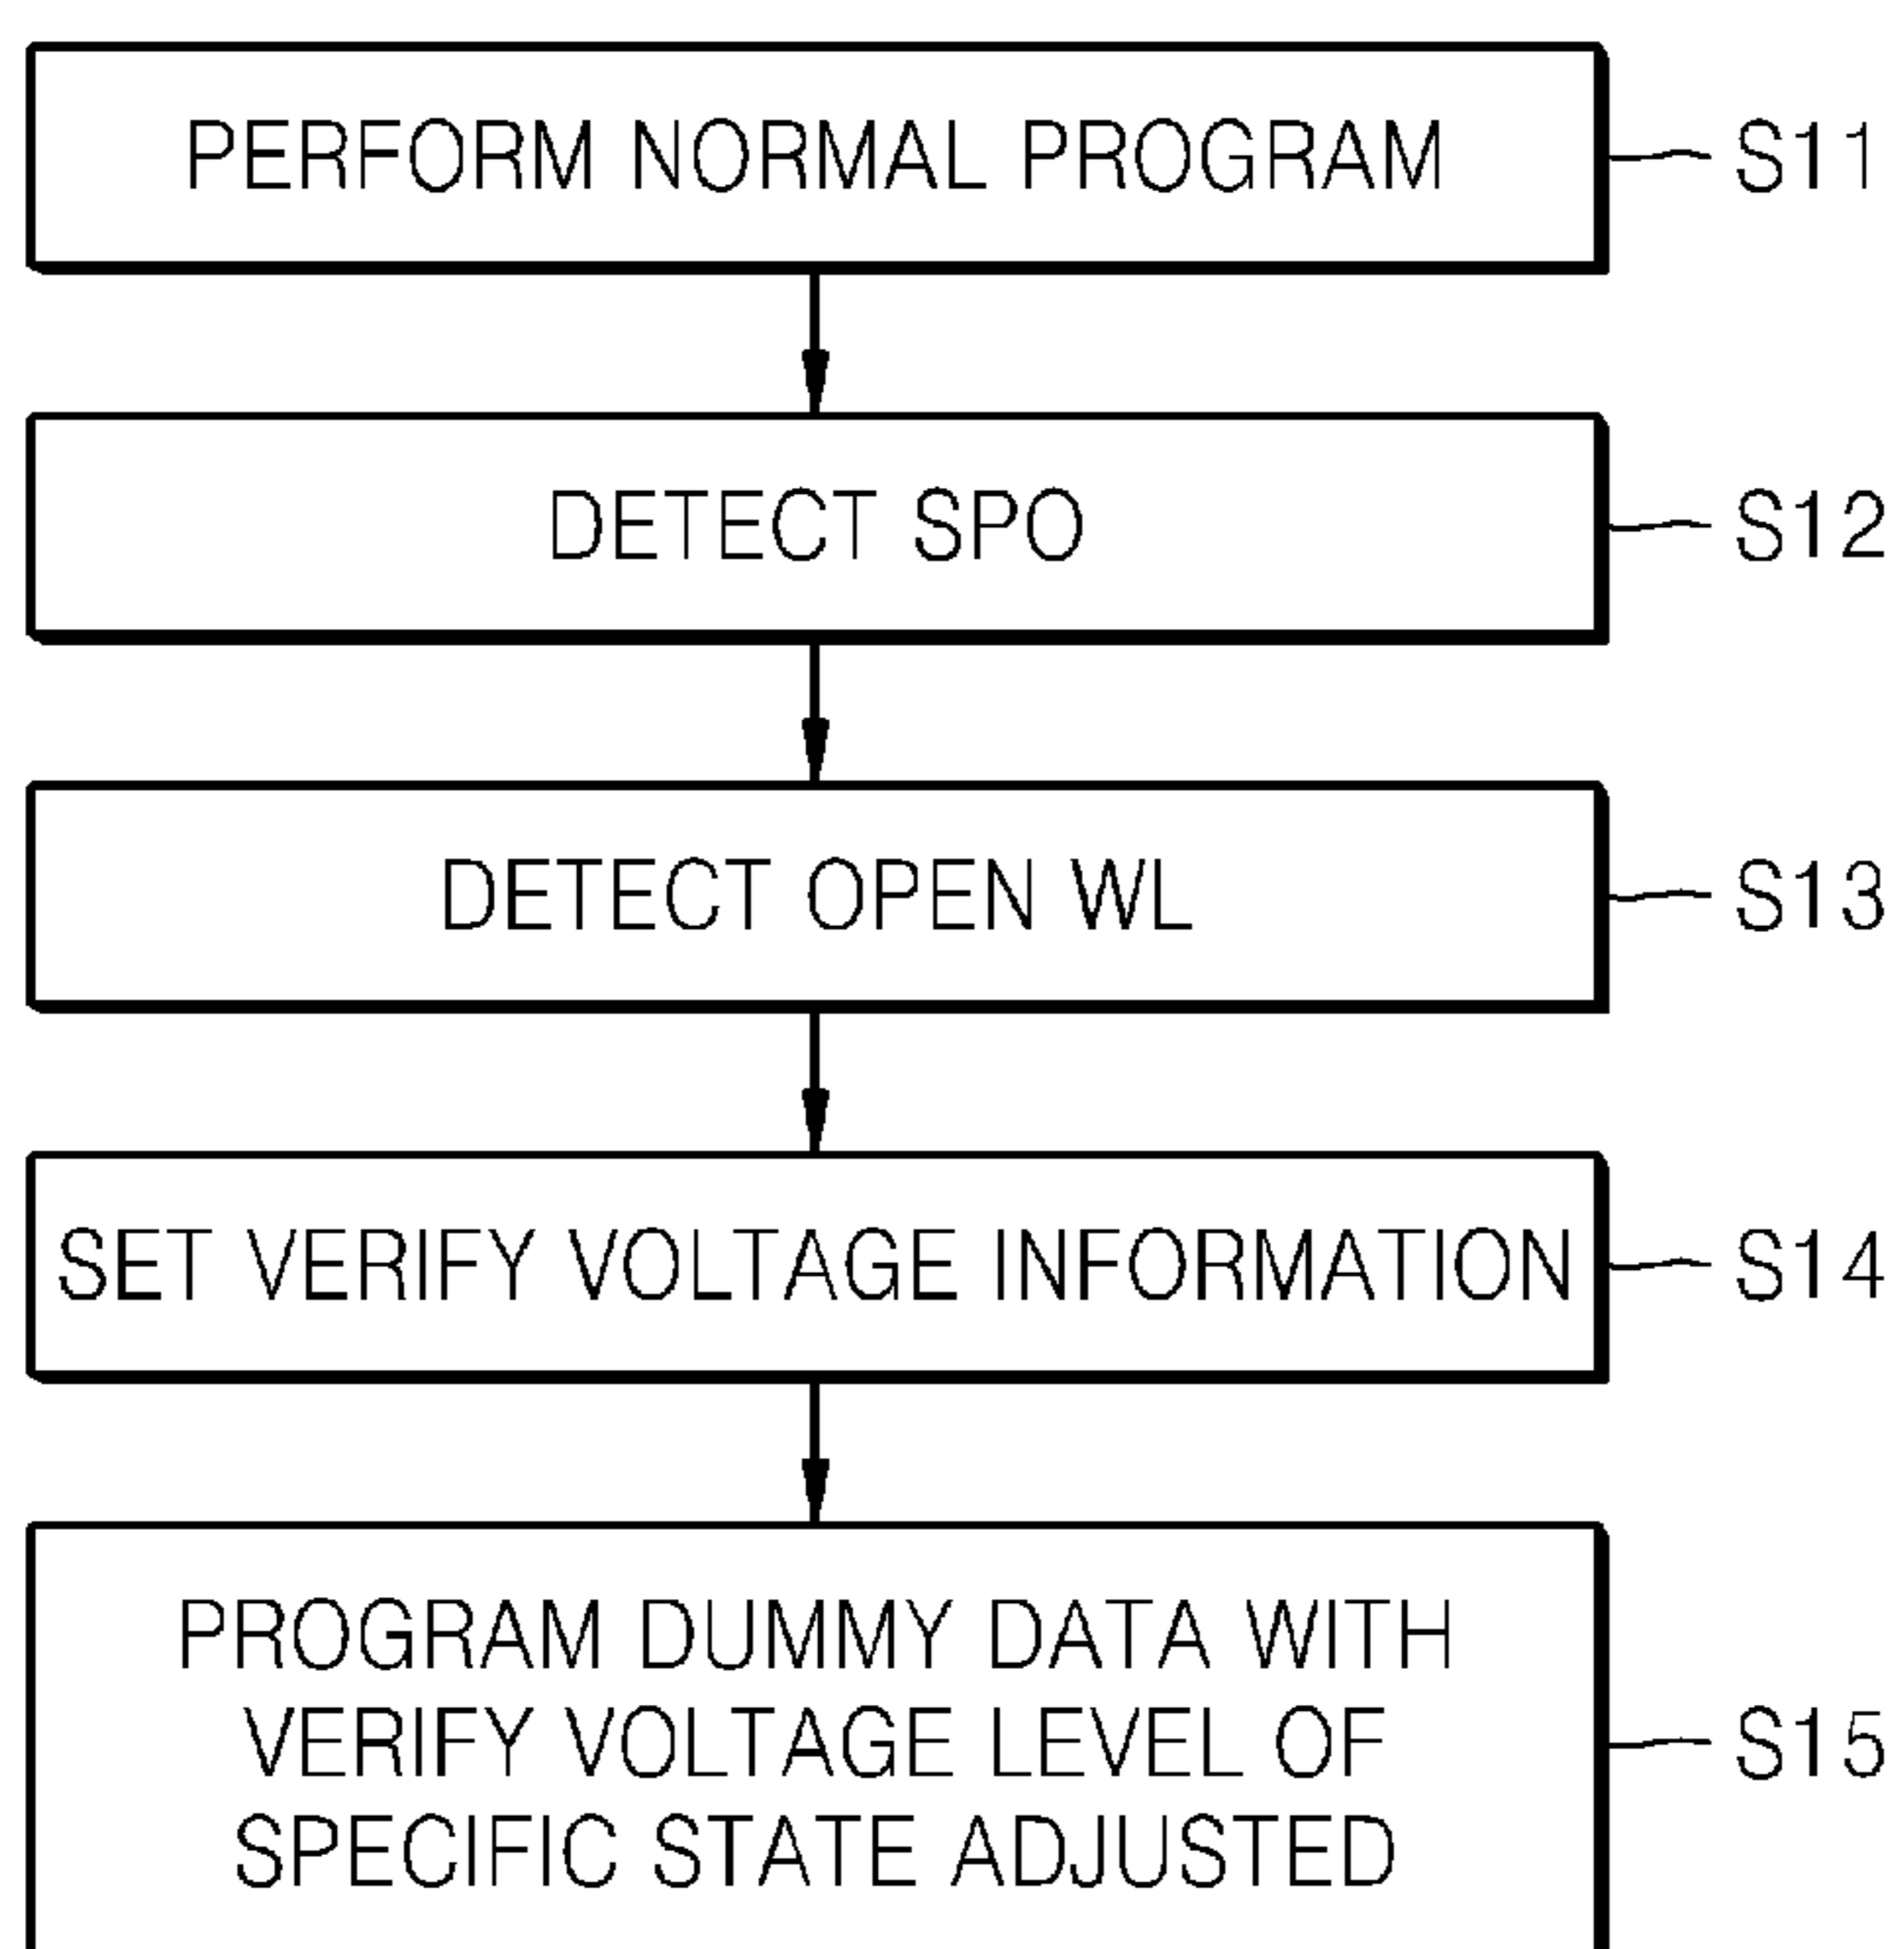 PERFORM NORMAL PROGRAM
S11
DETECT SPO
S12
DETECT OPEN WL
S13
SET VERIFY VOLTAGE INFORMATION
S14
PROGRAM DUMMY DATA WITH
VERIFY VOLTAGE LEVEL OF
SPECIFIC STATE ADJUSTED
S15